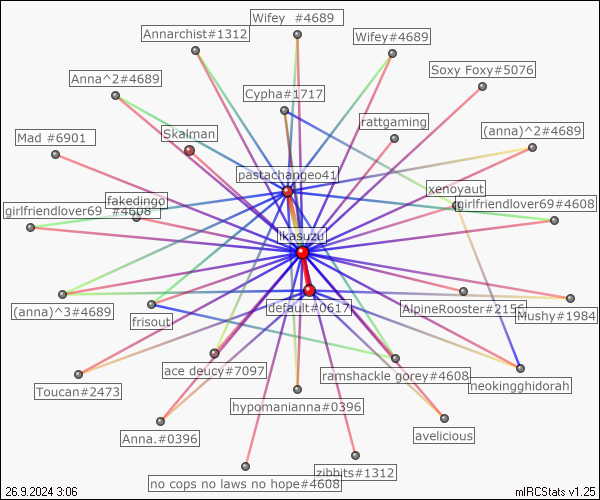 Wifey #4689
Annarchist#1312
Wifey#4689
Soxy Foxy#5076
Anna^2#4689
Cypha#1717
rattgaming
(anna)^2#4689
Mad #6901
Skalman
pastachangeo41
xenoyaut
fakedingo
girlfriendlover69 #4608
girlfriendlover69#4608
Ikasuzu
(anna)^3#4689
frisout
default#0617
AlpineRooster#2156
Mushy#1984
Toucan#2473
ace deucy#7097
ramshackle gorey#4608
neokingghidorah
hypomanianna#0396
Anna.#0396
avelicious
no cops no laws no hope#4608
zibbits#1312
26.9.2024 3:06
mIRCStats v1.25